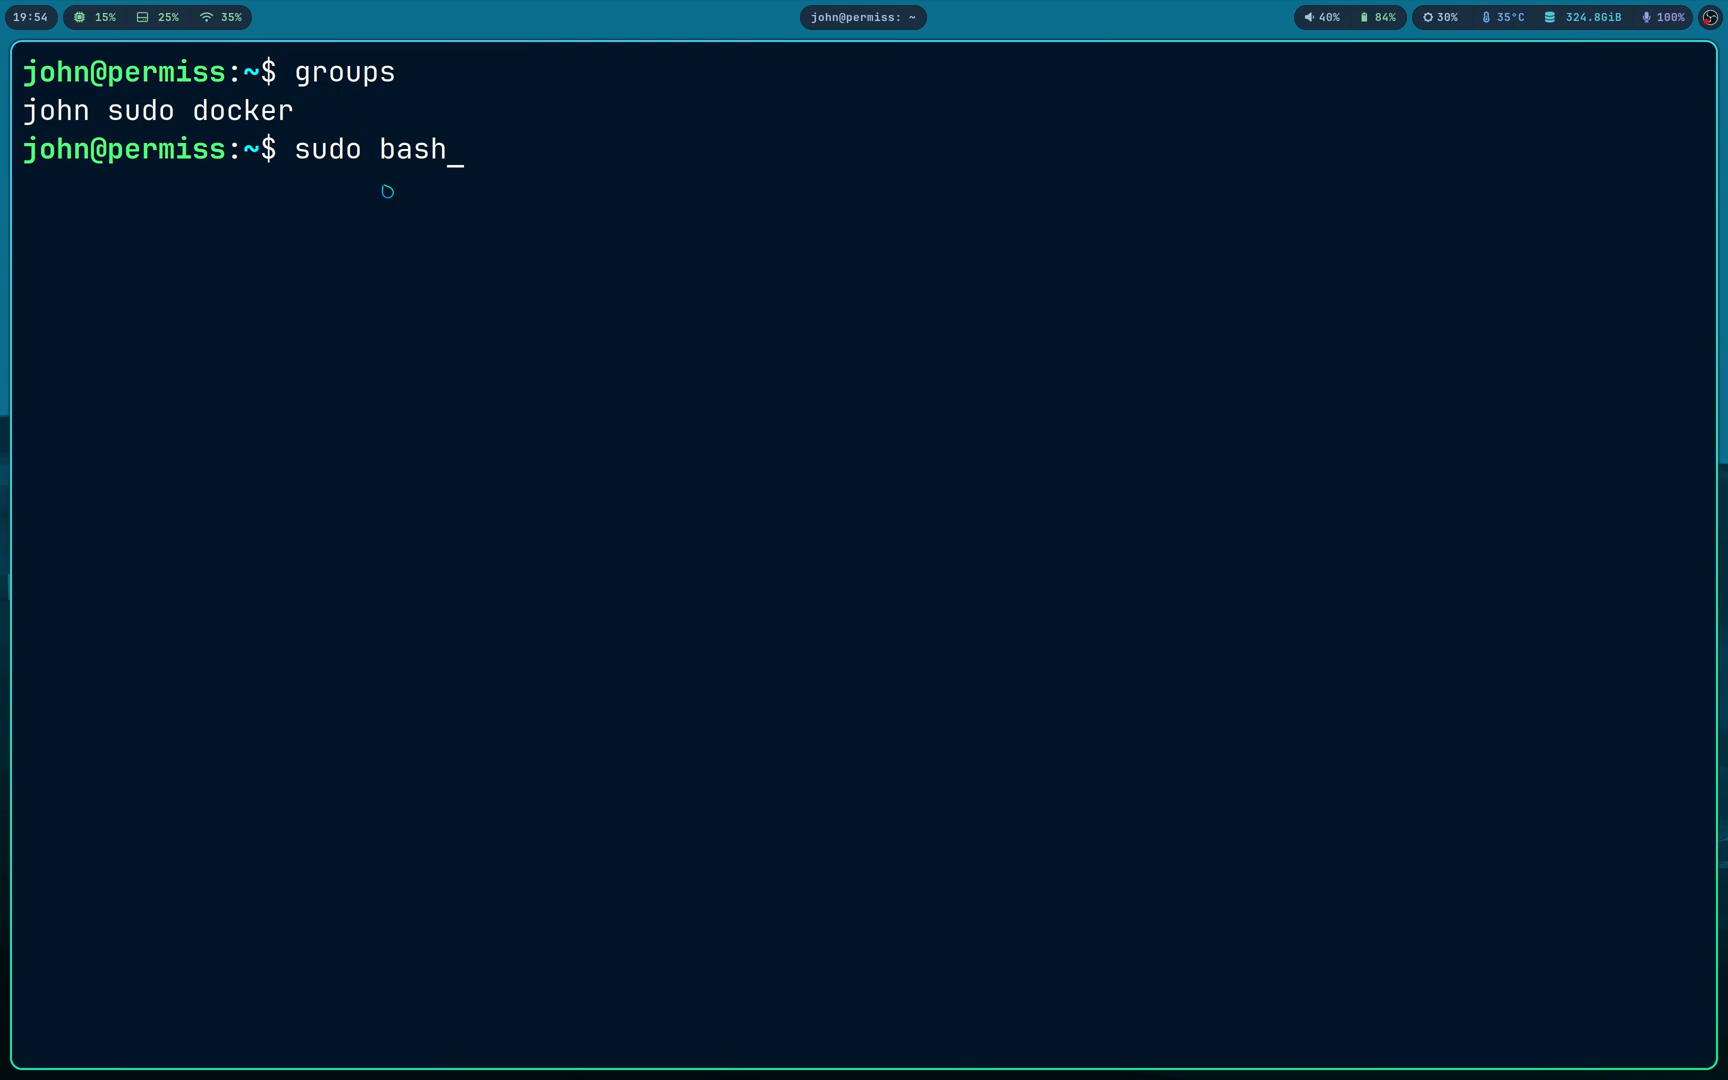 19:54 15% 25% 35% john@permiss: ~ 40% 84% 30% 35°C 324.8GiB 100%
john@permiss:~$ groups
john sudo docker
john@permiss:~$ sudo bash_